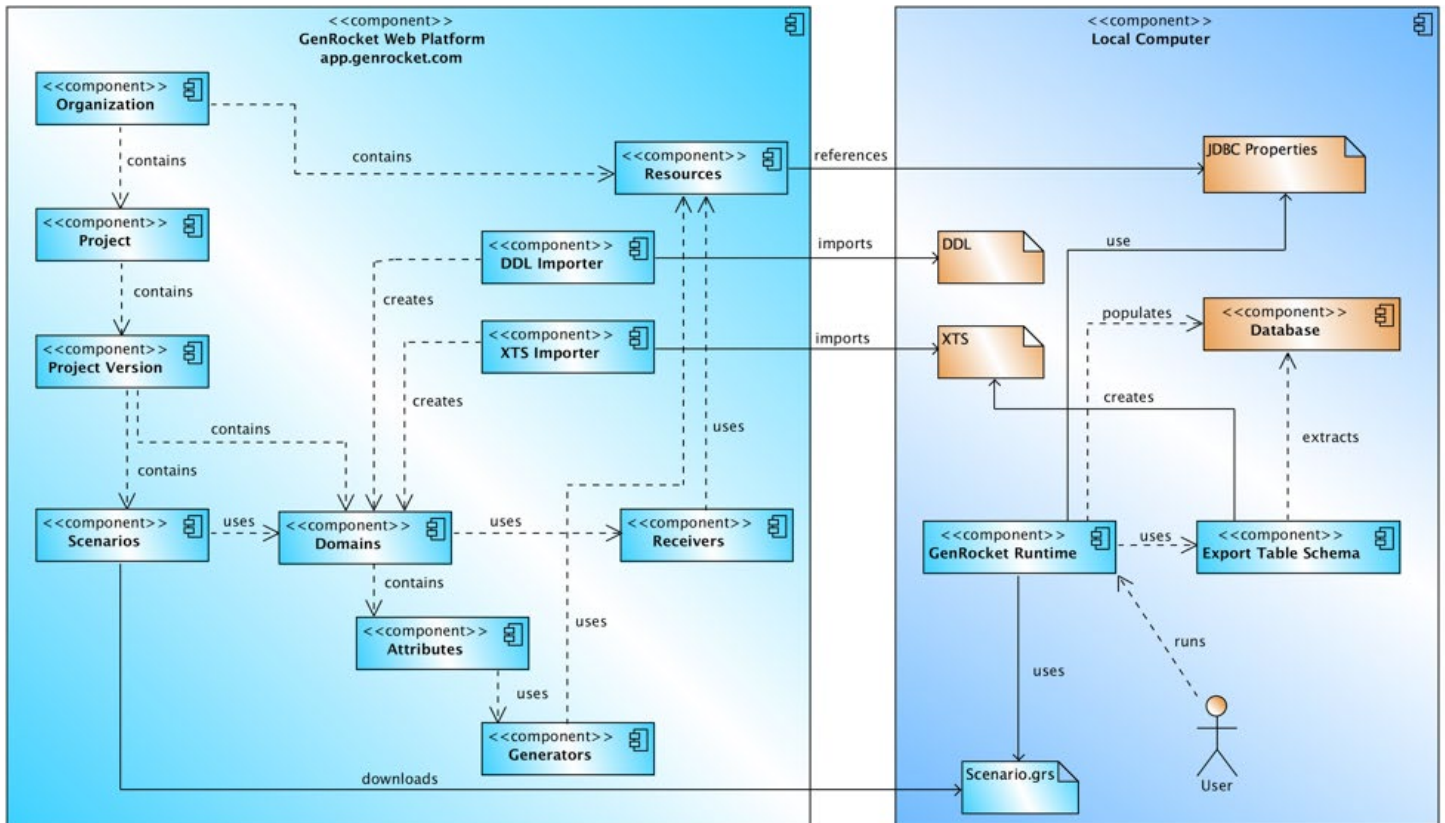 <<component>>
GenRocket Web Platform
app.genrocket.com
<<component>>
Organization
contains
contains
<<component>>
Resources
<<component>>
Project
contains
<<component>>
DDL Importer
creates
<<component>>
XTS Importer
creates
<<component>>
Project Version
contains
contains
uses
<<component>>
Scenarios
uses
<<component>>
Domains
uses
<<component>>
Receivers
contains
uses
<<component>>
Attributes
uses
<<component>>
Generators
downloads
references
imports
imports
<<component>>
Local Computer
JDBC Properties
use
DDL
populates
<<component>>
Database
XTS
creates
extracts
<<component>>
GenRocket Runtime
uses
<<component>>
Export Table Schema
runs
uses
Scenario.grs
User